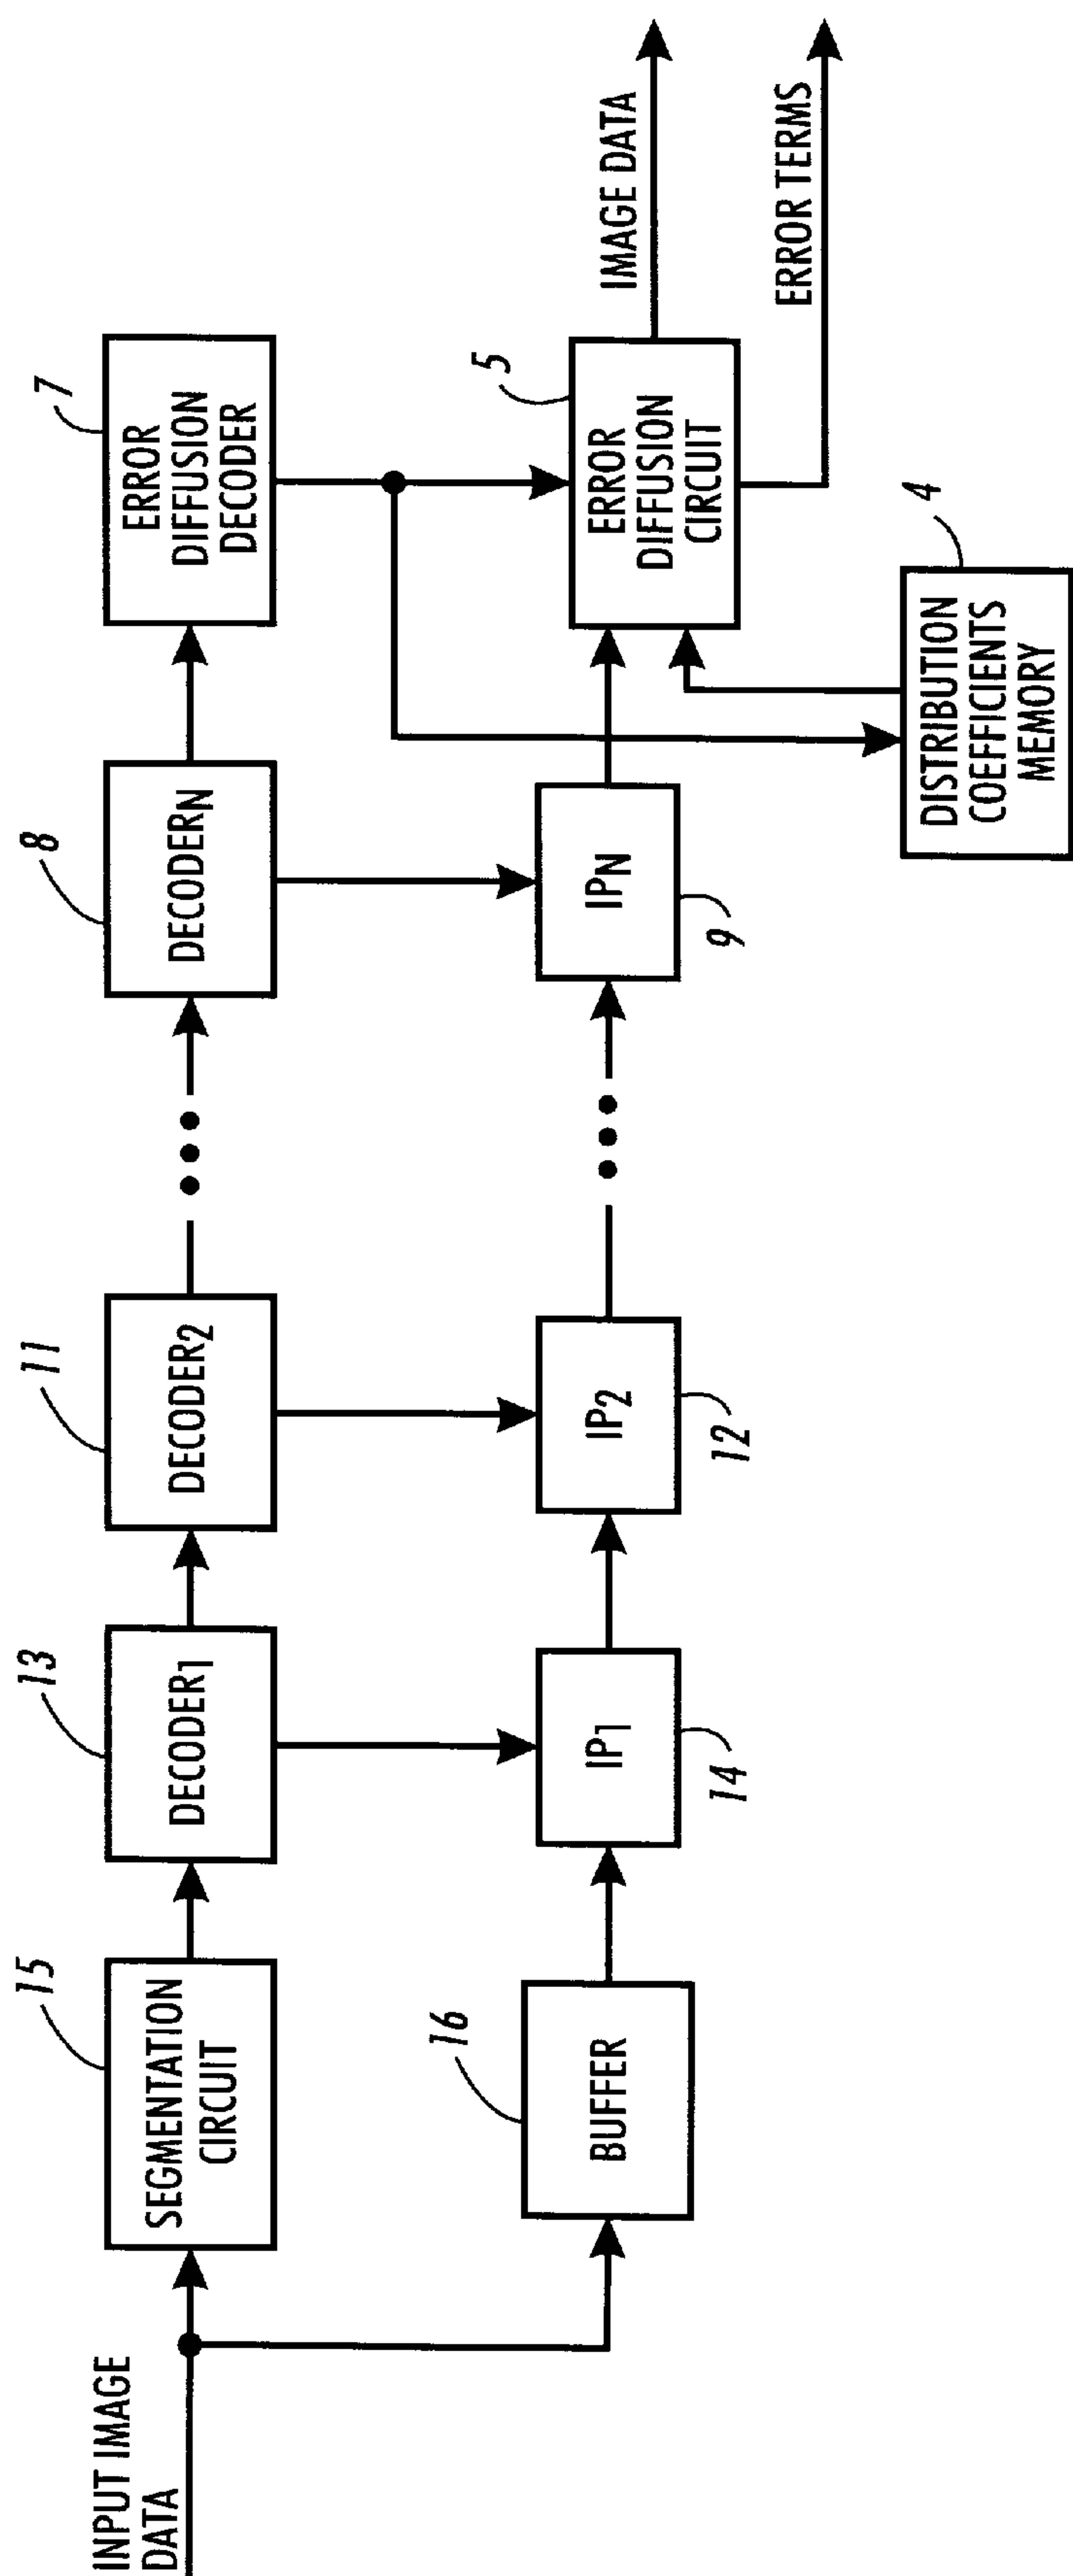 INPUT IMAGE
DATA
15
SEGMENTATION
CIRCUIT
13
DECODER1
11
DECODER2
8
DECODERN
7
ERROR
DIFFUSION
DECODER
16
BUFFER
IP1
14
IP2
12
IPN
9
5
ERROR
DIFFUSION
CIRCUIT
IMAGE DATA
ERROR TERMS
4
DISTRIBUTION
COEFFICIENTS
MEMORY